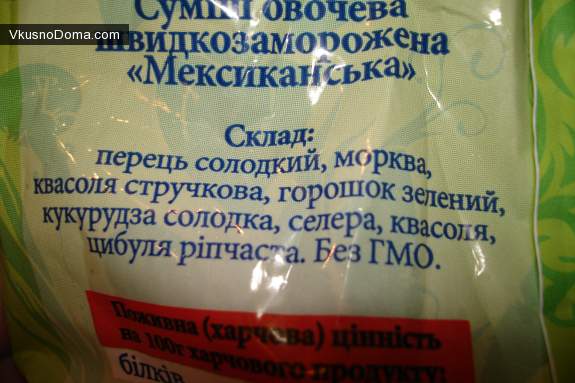 VkusnoDoma.com
Суміш овочева
швидкозаморожена
«Мексиканська»
Склад:
перець солодкий, морква,
квасоля стручкова, горошок зелений,
кукурудза солодка, селера, квасоля,
цибуля ріпчаста. Без ГМО.
Поживна (харчова) цінність
на 100г харчового продукту:
білків